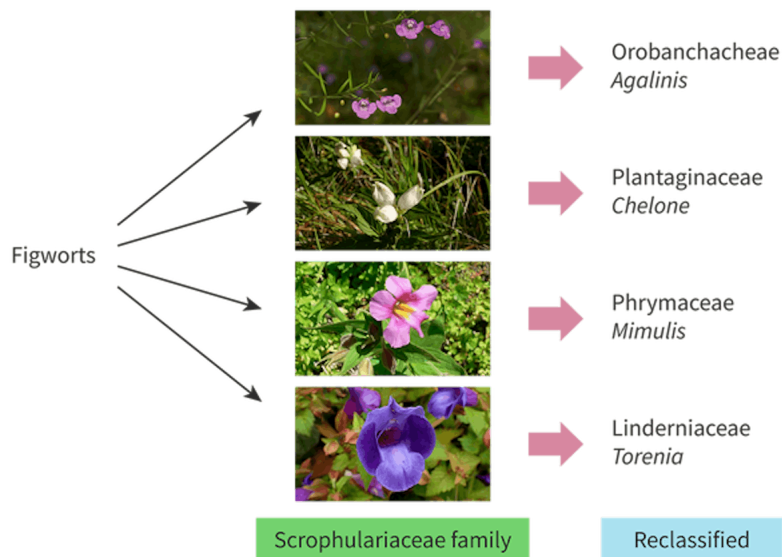 Orobanchacheae
Agalinis
Plantaginaceae
Chelone
Figworts
Phrymaceae
Mimulis
Linderniaceae
Torenia
Scrophulariaceae family
Reclassified